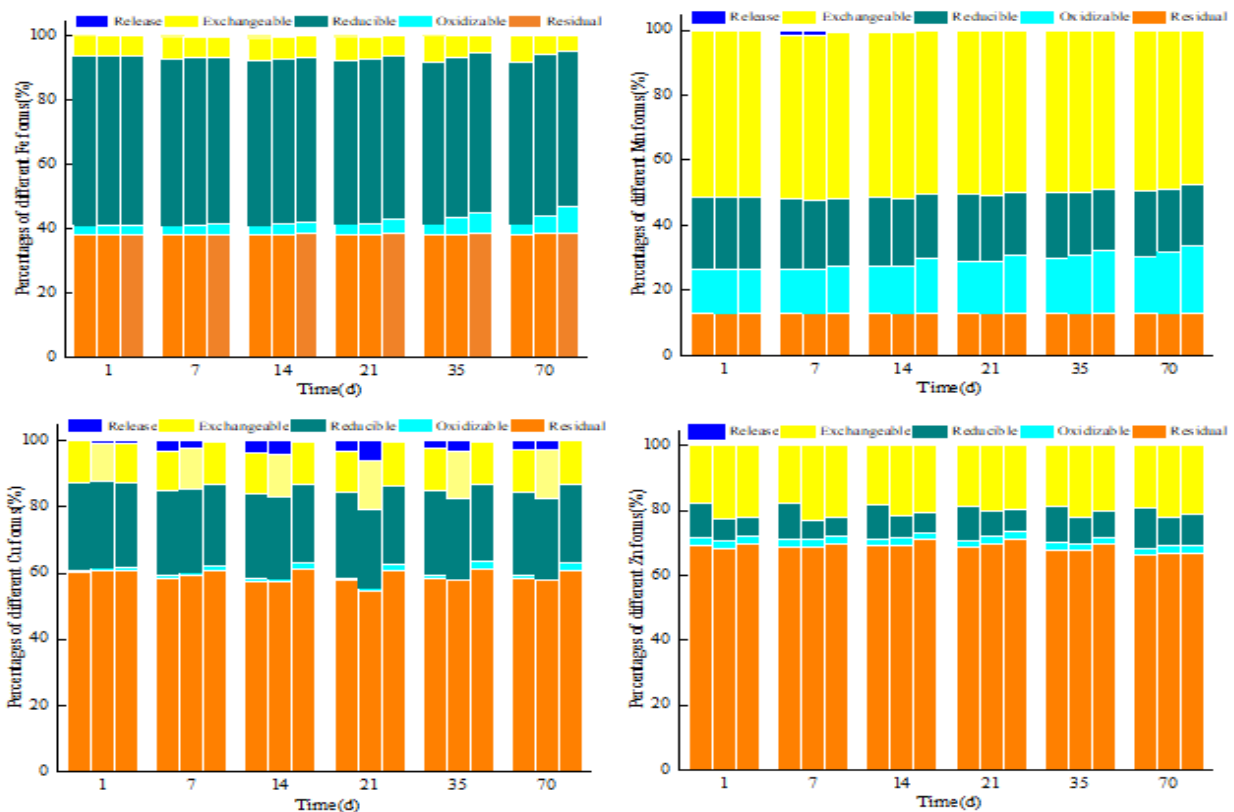 Release Exchangeable Reducible Oxidizable Residual
Percentages of different Fe forms(%)
100
80
60
40
20
0
1 7 14 21 35 70
Time(d)
Release Exchangeable Reducible Oxidizable Residual
Percentages of different Mn forms(%)
100
80
60
40
20
0
1 7 14 21 35 70
Time(d)
Release Exchangeable Reducible Oxidizable Residual
Percentages of different Cu forms(%)
100
80
60
40
20
0
1 7 14 21 35 70
Time(d)
Release Exchangeable Reducible Oxidizable Residual
Percentages of different Zn forms(%)
100
80
60
40
20
0
1 7 14 21 35 70
Time(d)